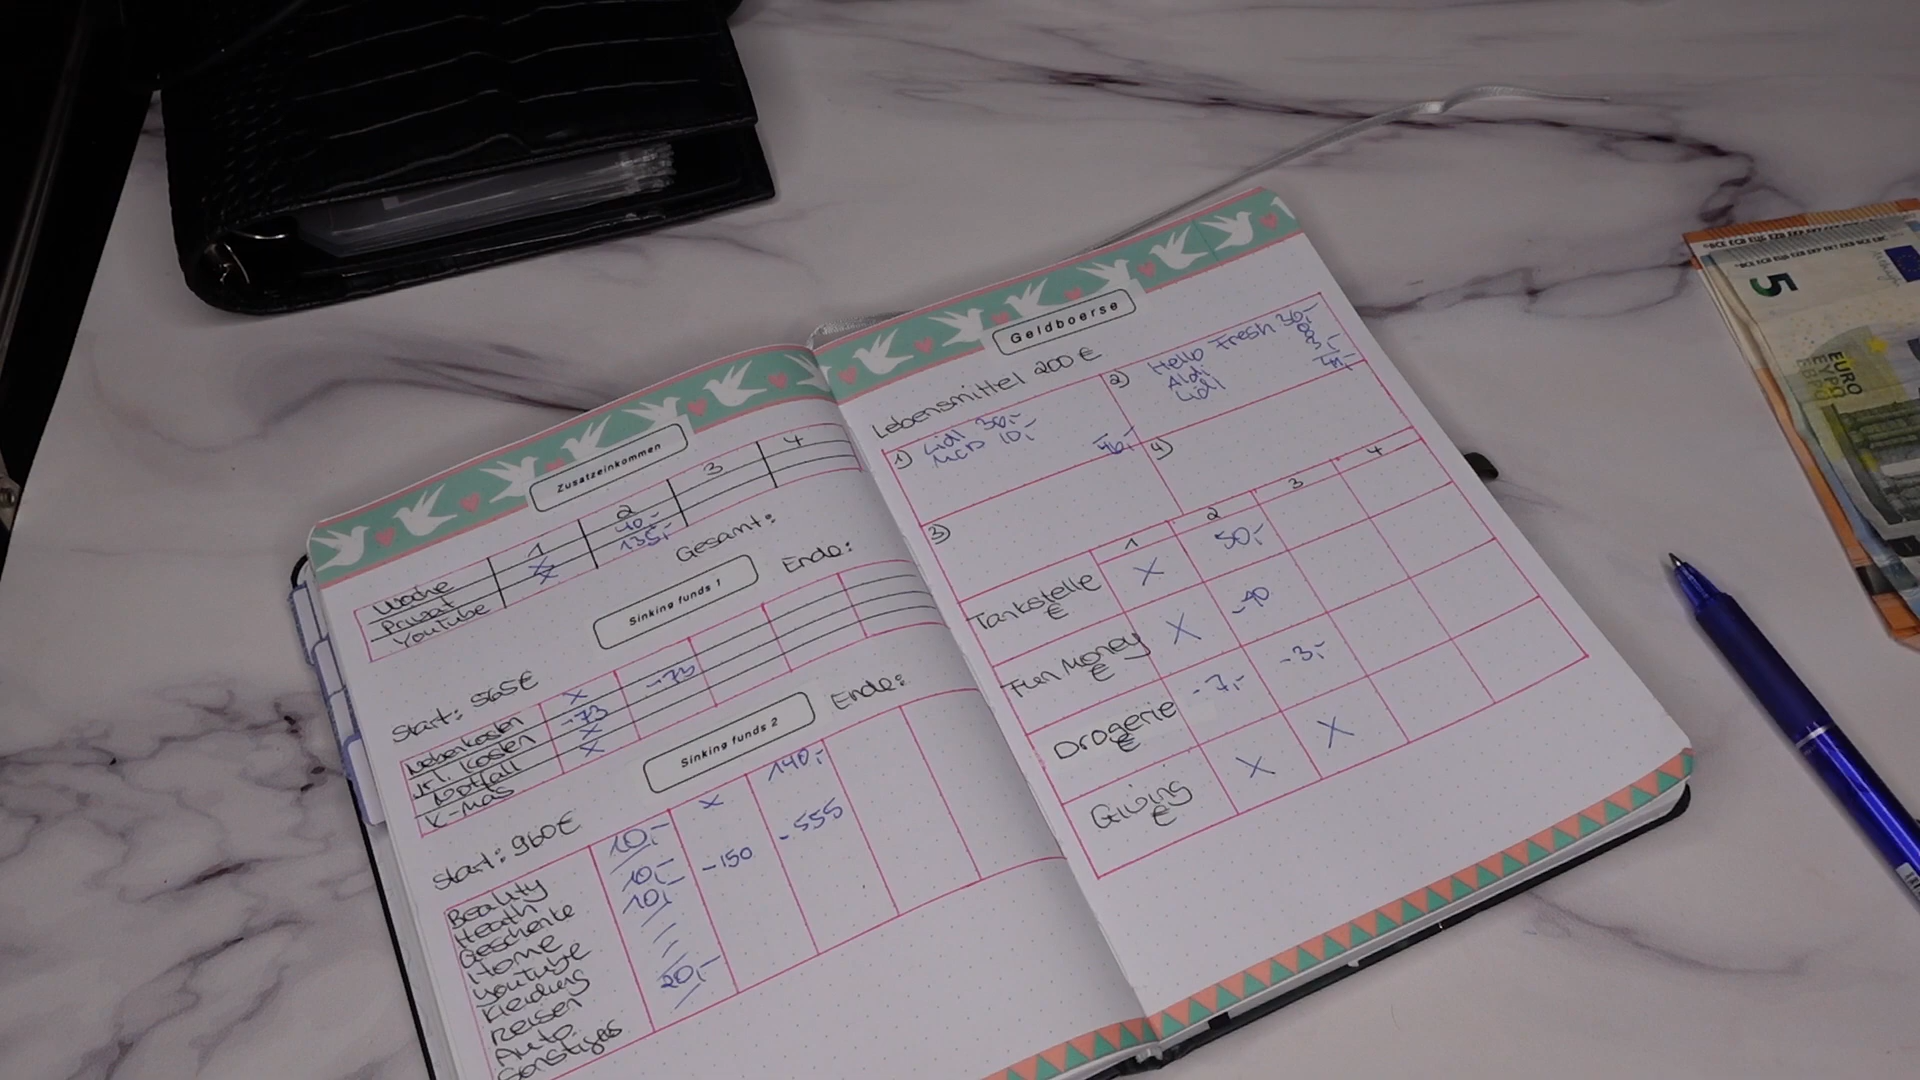 Zusatzeinkommen
Woche 1 2 3 4
Privat X 40,-
Youtube X 135,-
Gesamt:
Sinking funds 1
Start: 565€ Ende:
Nebenkosten X -73
Jrl. Kosten -73
Notfall X
X-Mas X
Sinking funds 2
Start: 960€ Ende:
Beauty 10,- X 140,-
Health 10,- -150 -555
Geschenke 10,-
Home
Youtube
Kleidung 20,-
Reisen
Auto
Sonstiges
Geldboerse
Lebensmittel 200€
1) Lidl 30,-
McD 10,-
2) Hello Fresh 30,-
Aldi
Lidl
3)
4)
1 2 3 4
Tankstelle € X 50,-
Fun Money € X -40
Drogerie € -7,- -3,-
Giving € X X
5
EURO